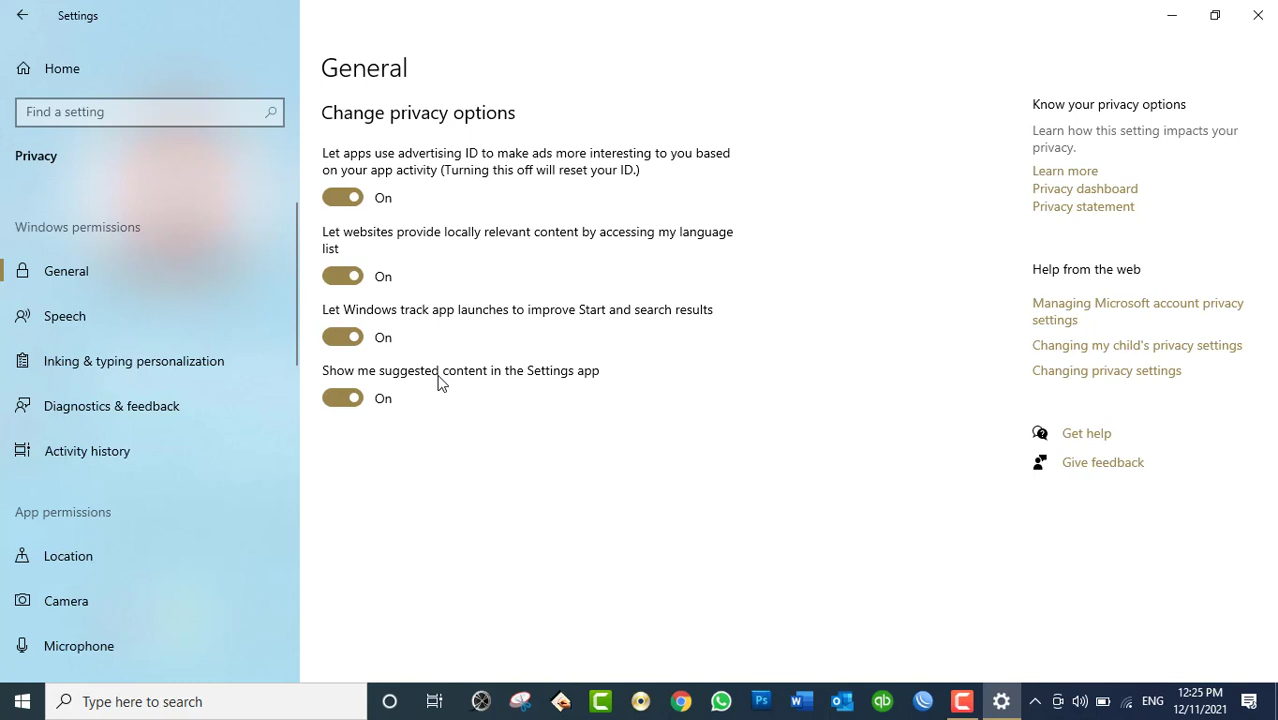 Settings
Home
Find a setting
Privacy
Windows permissions
General
Speech
Inking & typing personalization
Diagnostics & feedback
Activity history
App permissions
Location
Camera
Microphone
General
Change privacy options
Let apps use advertising ID to make ads more interesting to you based
on your app activity (Turning this off will reset your ID.)
On
Let websites provide locally relevant content by accessing my language
list
On
Let Windows track app launches to improve Start and search results
On
Show me suggested content in the Settings app
On
Know your privacy options
Learn how this setting impacts your
privacy.
Learn more
Privacy dashboard
Privacy statement
Help from the web
Managing Microsoft account privacy
settings
Changing my child's privacy settings
Changing privacy settings
Get help
Give feedback
Type here to search
ENG
12:25 PM
12/11/2021